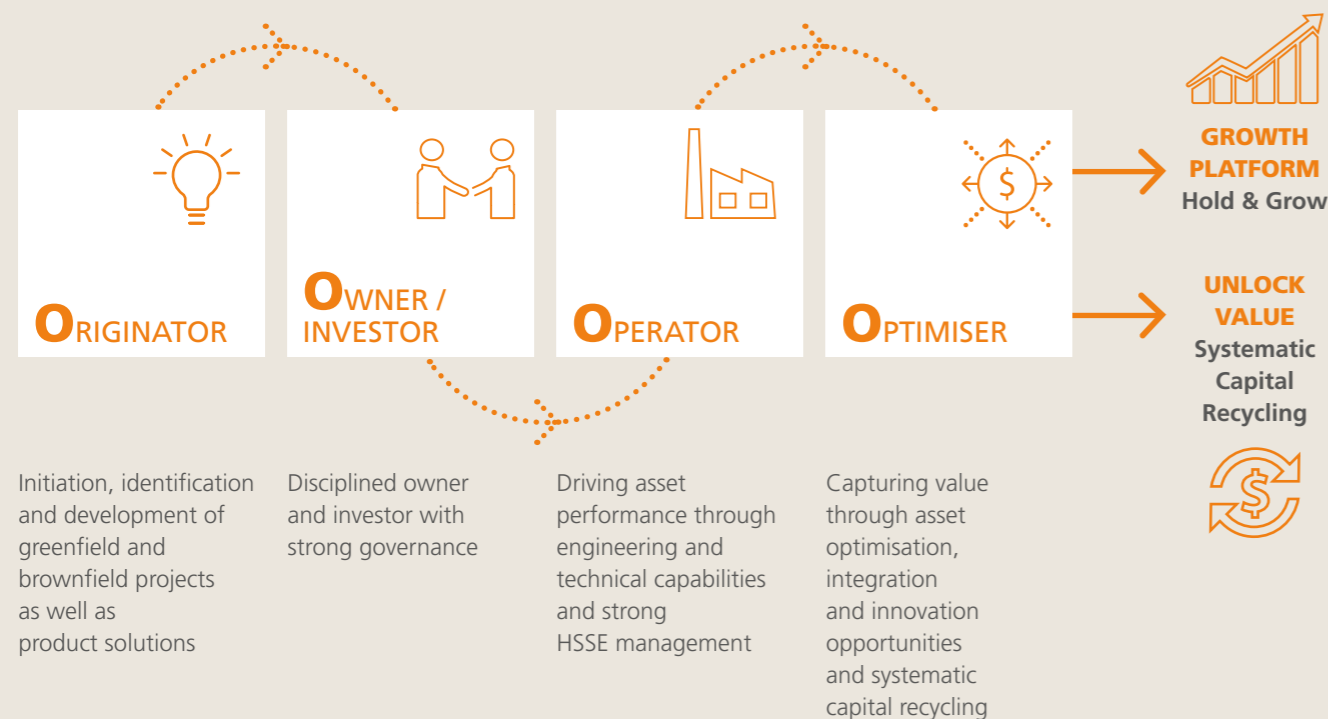 ORIGINATOR
OWNER /
INVESTOR
OPERATOR
OPTIMISER
GROWTH
PLATFORM
Hold & Grow
UNLOCK
VALUE
Systematic
Capital
Recycling
$
$
Initiation, identification
and development of
greenfield and
brownfield projects
as well as
product solutions
Disciplined owner
and investor with
strong governance
Driving asset
performance through
engineering and
technical capabilities
and strong
HSSE management
Capturing value
through asset
optimisation,
integration
and innovation
opportunities
and systematic
capital recycling